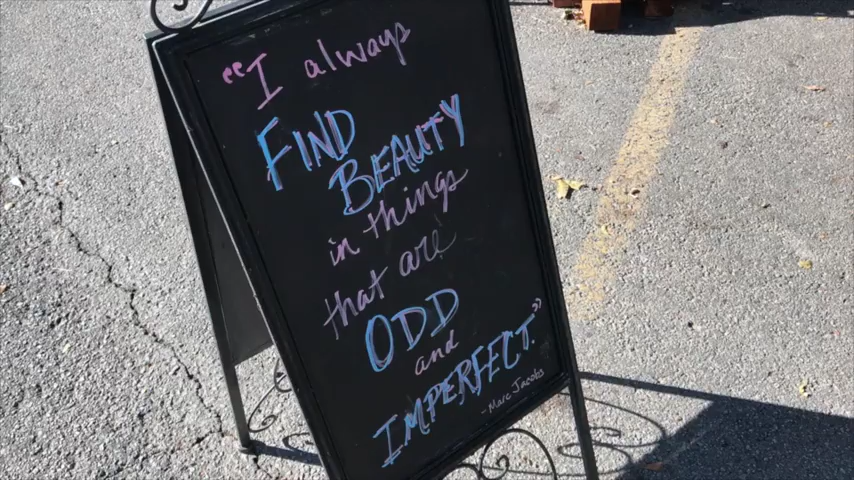 “I always
FIND
BEAUTY
in things
that are
ODD
and
IMPERFECT.”
-Marc Jacobs